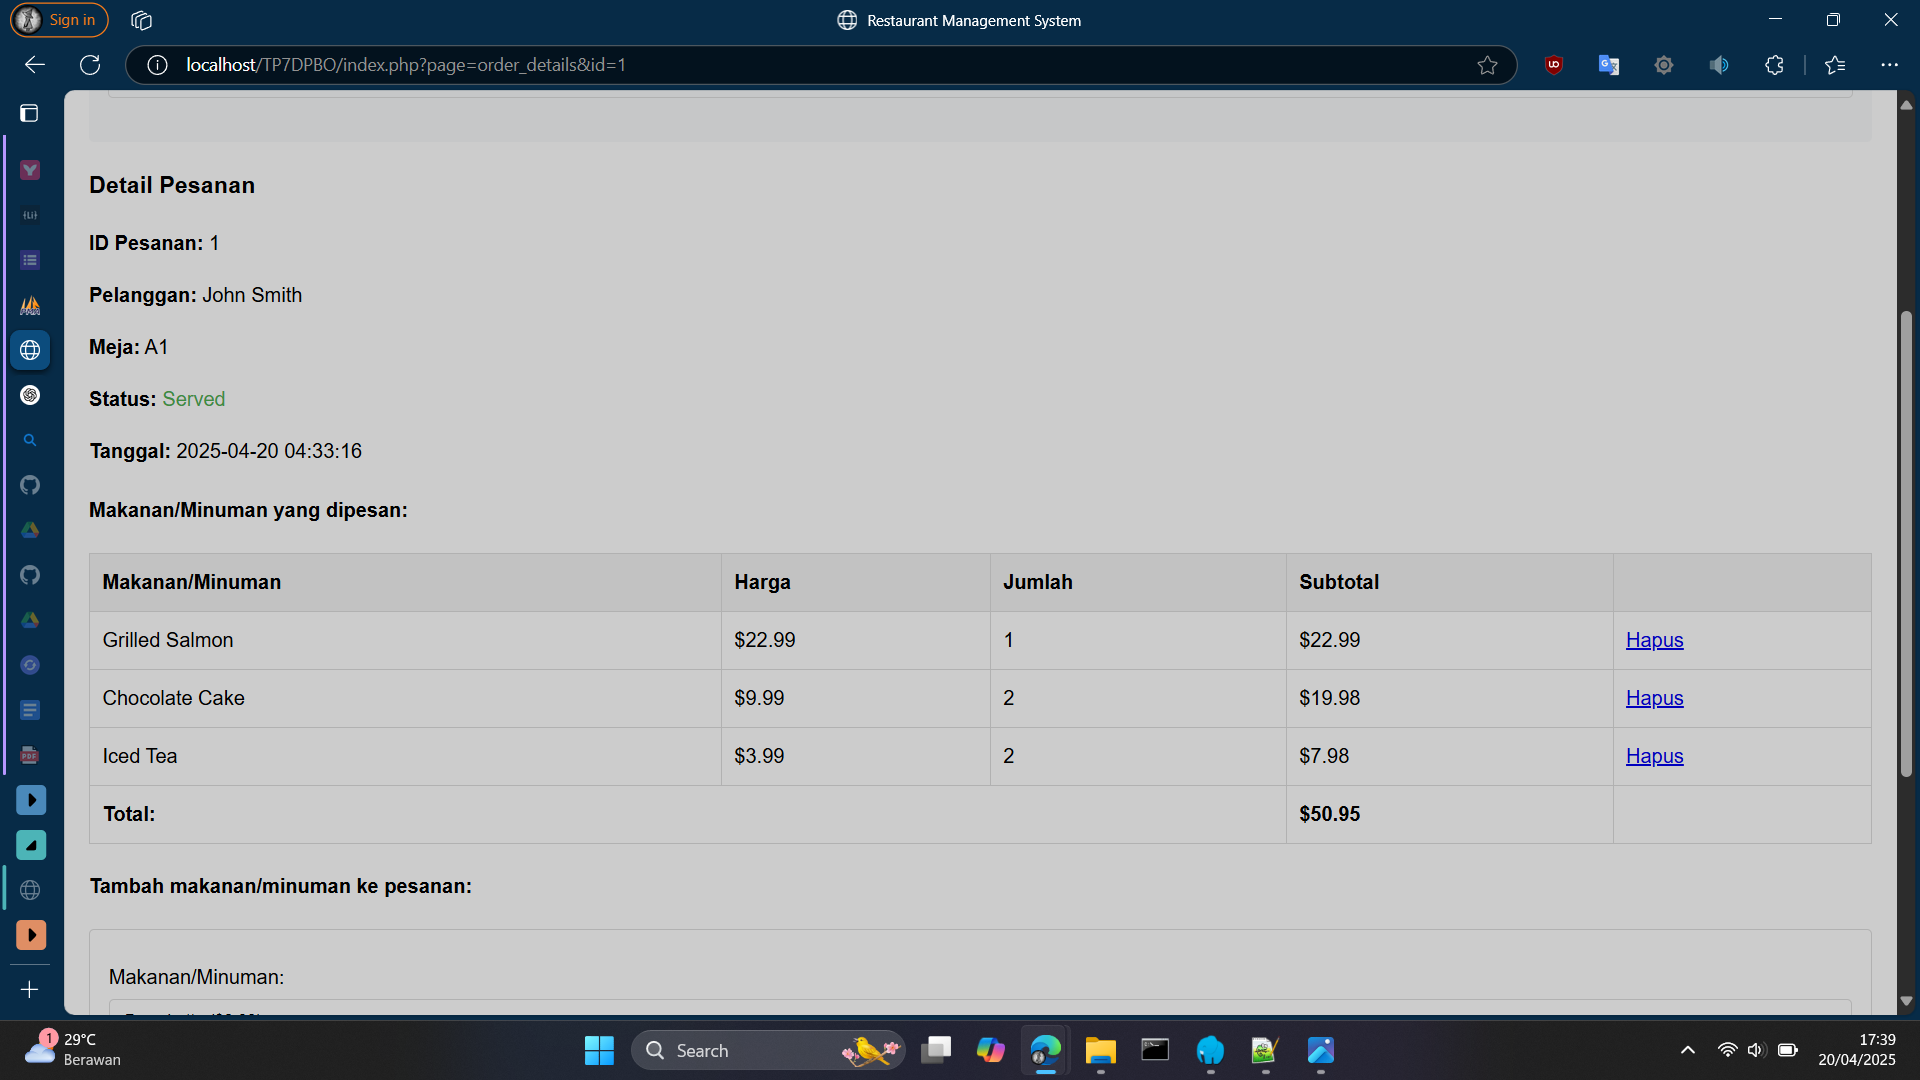 Sign in
Restaurant Management System
localhost/TP7DPBO/index.php?page=order_details&id=1
Detail Pesanan
ID Pesanan: 1
Pelanggan: John Smith
Meja: A1
Status: Served
Tanggal: 2025-04-20 04:33:16
Makanan/Minuman yang dipesan:
Makanan/Minuman Harga Jumlah Subtotal
Grilled Salmon $22.99 1 $22.99 Hapus
Chocolate Cake $9.99 2 $19.98 Hapus
Iced Tea $3.99 2 $7.98 Hapus
Total: $50.95
Tambah makanan/minuman ke pesanan:
Makanan/Minuman:
1
29°C
Berawan
Search
17:39
20/04/2025